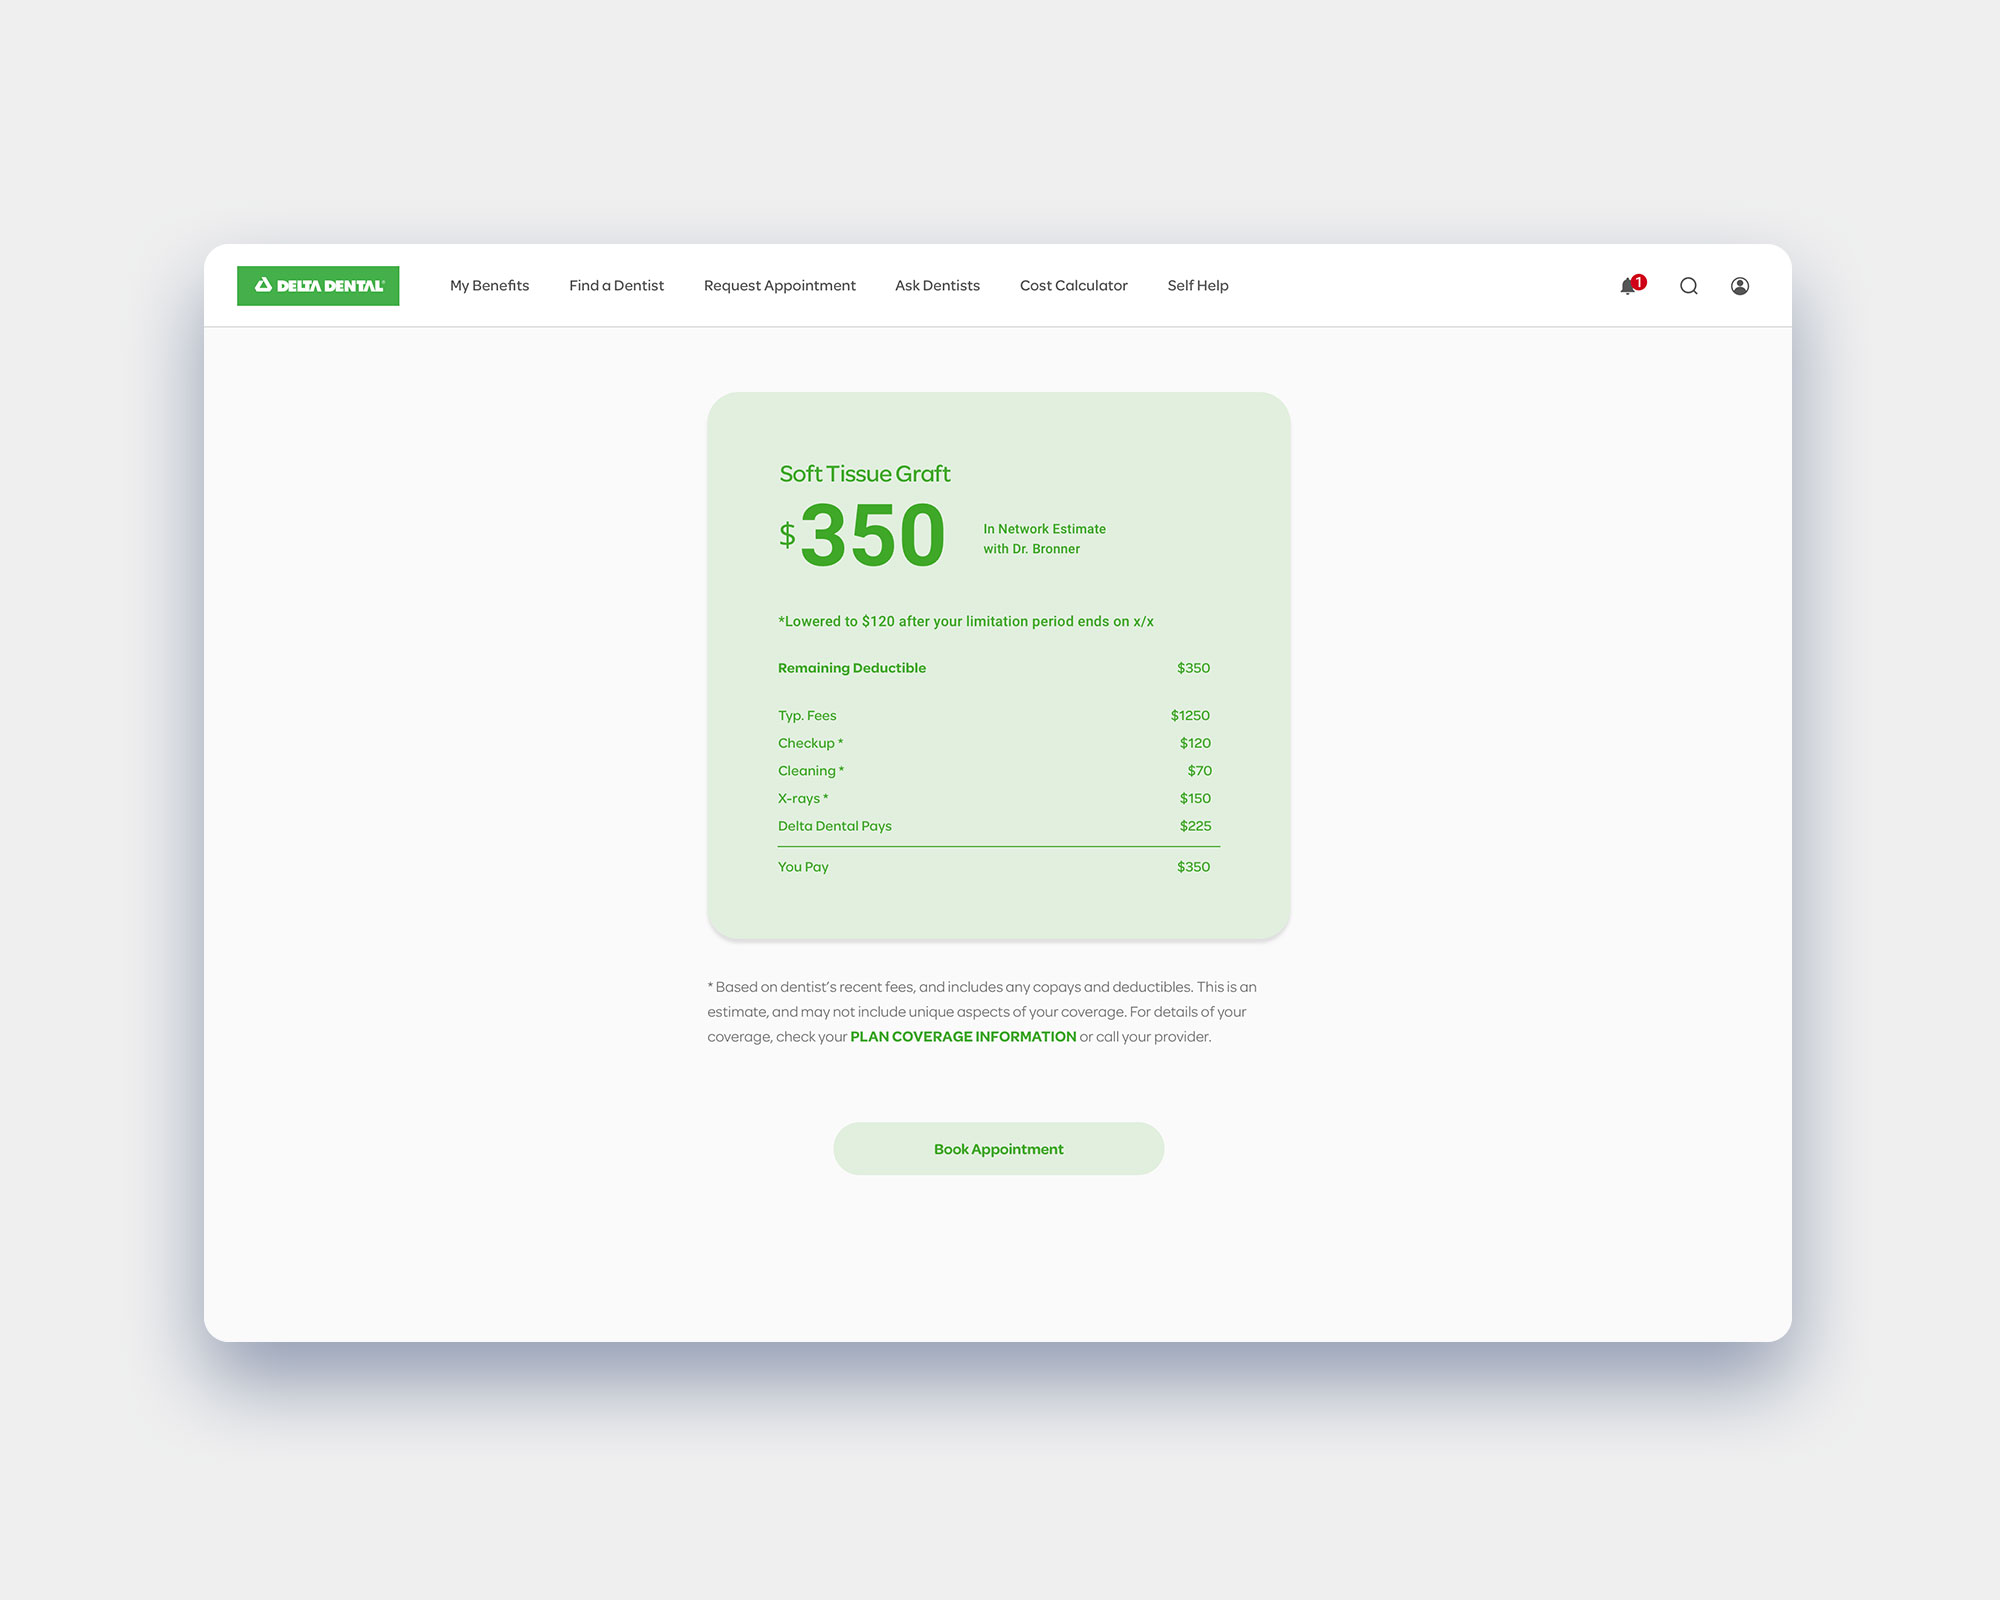 DELTA DENTAL
My Benefits Find a Dentist Request Appointment Ask Dentists Cost Calculator Self Help 1
Soft Tissue Graft
$350
In Network Estimate
with Dr. Bronner
*Lowered to $120 after your limitation period ends on x/x
Remaining Deductible $350
Typ. Fees $1250
Checkup * $120
Cleaning * $70
X-rays * $150
Delta Dental Pays $225
You Pay $350
* Based on dentist’s recent fees, and includes any copays and deductibles. This is an
estimate, and may not include unique aspects of your coverage. For details of your
coverage, check your PLAN COVERAGE INFORMATION or call your provider.
Book Appointment